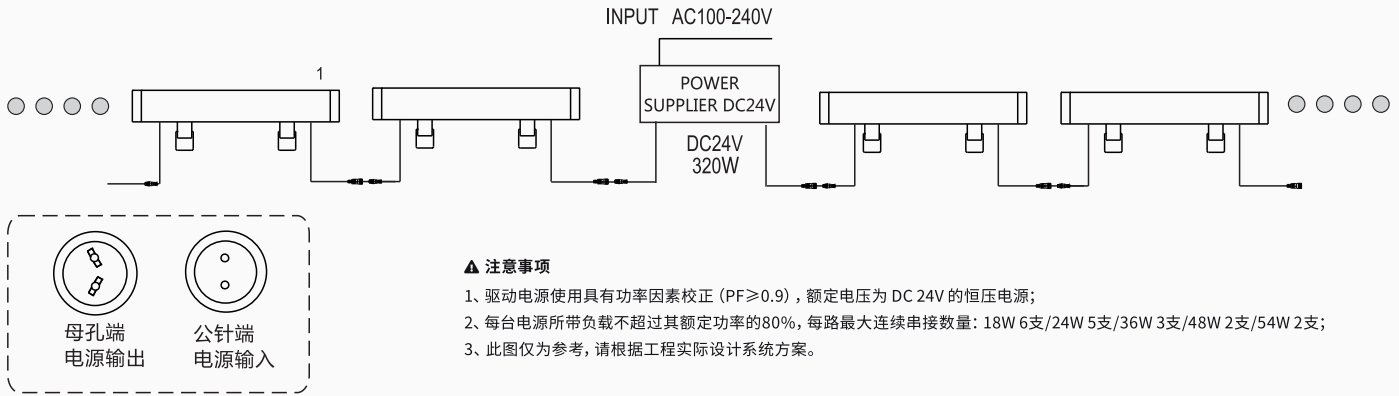 INPUT AC100-240V
1
POWER
SUPPLIER DC24V
DC24V
320W
母孔端
电源输出
公针端
电源输入
注意事项
1、驱动电源使用具有功率因素校正（PF≥0.9），额定电压为 DC 24V 的恒压电源；
2、每台电源所带负载不超过其额定功率的80%，每路最大连续串接数量：18W 6支/24W 5支/36W 3支/48W 2支/54W 2支；
3、此图仅为参考，请根据工程实际设计系统方案。